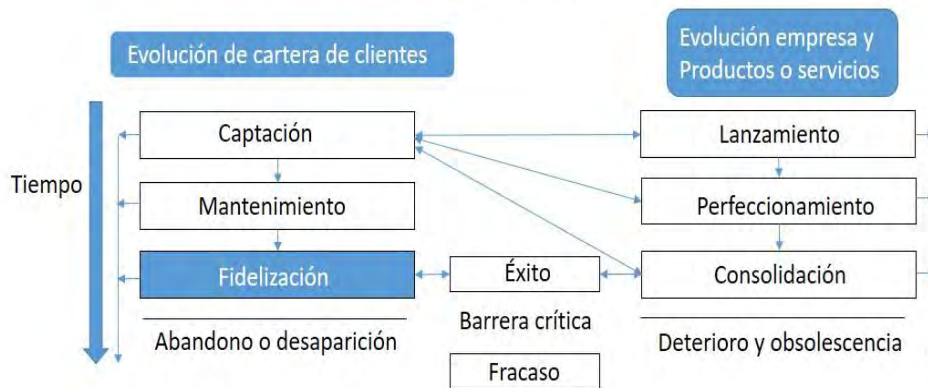 Evolución de cartera de clientes
Evolución empresa y
Productos o servicios
Tiempo
Captación
Lanzamiento
Mantenimiento
Perfeccionamiento
Fidelización
Éxito
Consolidación
Barrera crítica
Abandono o desaparición
Deterioro y obsolescencia
Fracaso